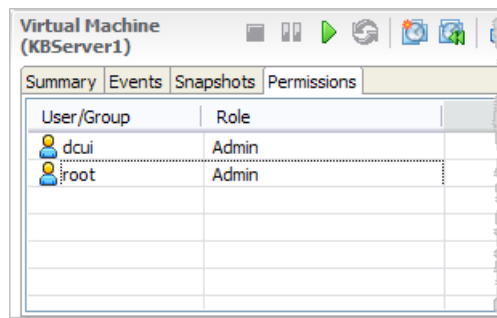 Virtual Machine
(KBServer1)
Summary Events Snapshots Permissions
User/Group Role
dcui Admin
root Admin